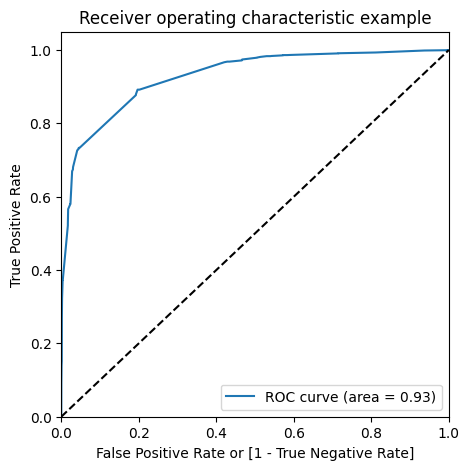 Receiver operating characteristic example
True Positive Rate
1.0
0.8
0.6
0.4
0.2
0.0
ROC curve (area = 0.93)
0.0 0.2 0.4 0.6 0.8 1.0
False Positive Rate or [1 - True Negative Rate]